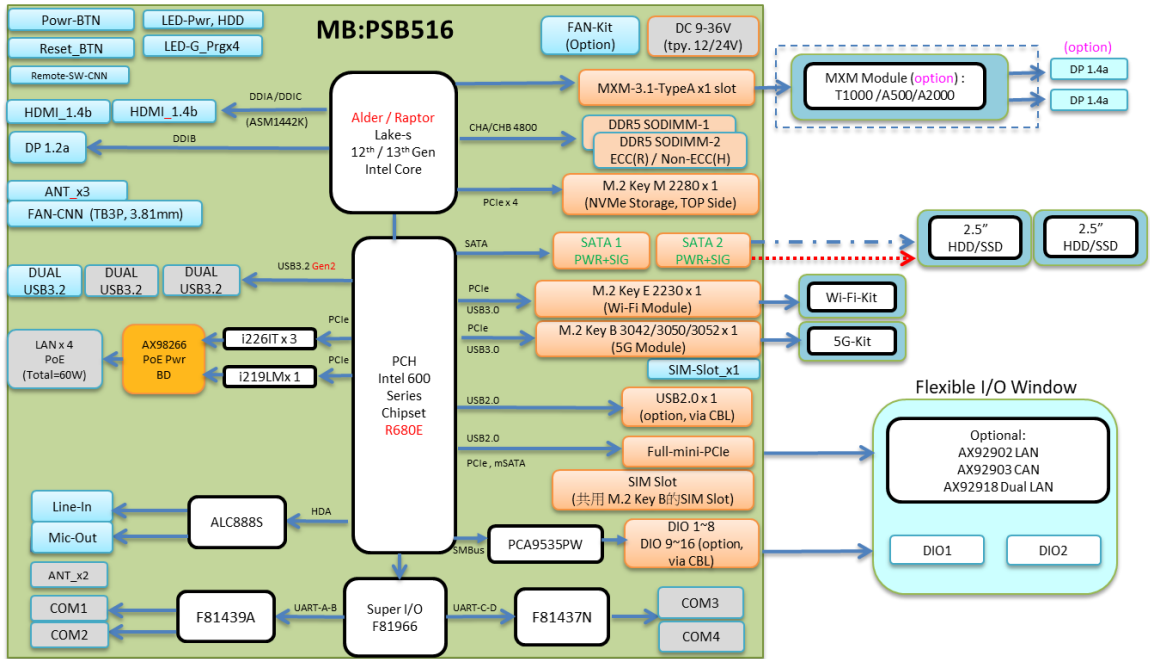 MB:PSB516
Powr-BTN
LED-Pwr, HDD
Reset_BTN
LED-G_Prgx4
Remote-SW-CNN
FAN-Kit
(Option)
DC 9-36V
(tpy. 12/24V)
HDMI_1.4b
HDMI_1.4b
DDIA/DDIC
(ASM1442K)
DP 1.2a
DDIB
ANT_x3
FAN-CNN (TB3P, 3.81mm)
Alder / Raptor
Lake-s
12th / 13th Gen
Intel Core
MXM-3.1-TypeA x1 slot
MXM Module (option) :
T1000 /A500/A2000
(option)
DP 1.4a
DP 1.4a
CHA/CHB 4800
DDR5 SODIMM-1
DDR5 SODIMM-2
ECC(R) / Non-ECC(H)
PCIe x 4
M.2 Key M 2280 x 1
(NVMe Storage, TOP Side)
SATA
SATA 1
PWR+SIG
SATA 2
PWR+SIG
2.5”
HDD/SSD
2.5”
HDD/SSD
DUAL
USB3.2
DUAL
USB3.2
DUAL
USB3.2
USB3.2 Gen2
PCIe
USB3.0
M.2 Key E 2230 x 1
(Wi-Fi Module)
Wi-Fi-Kit
PCIe
USB3.0
M.2 Key B 3042/3050/3052 x 1
(5G Module)
5G-Kit
SIM-Slot_x1
LAN x 4
PoE
(Total=60W)
AX98266
PoE Pwr
BD
i226IT x 3
PCIe
i219LMx 1
PCIe
PCH
Intel 600
Series
Chipset
R680E
USB2.0
USB2.0 x 1
(option, via CBL)
USB2.0
PCIe , mSATA
Full-mini-PCIe
SIM Slot
(共用 M.2 Key B的SIM Slot)
Flexible I/O Window
Optional:
AX92902 LAN
AX92903 CAN
AX92918 Dual LAN
DIO1
DIO2
Line-In
Mic-Out
ALC888S
HDA
SMBus
PCA9535PW
DIO 1~8
DIO 9~16 (option,
via CBL)
ANT_x2
COM1
COM2
F81439A
UART-A-B
Super I/O
F81966
UART-C-D
F81437N
COM3
COM4